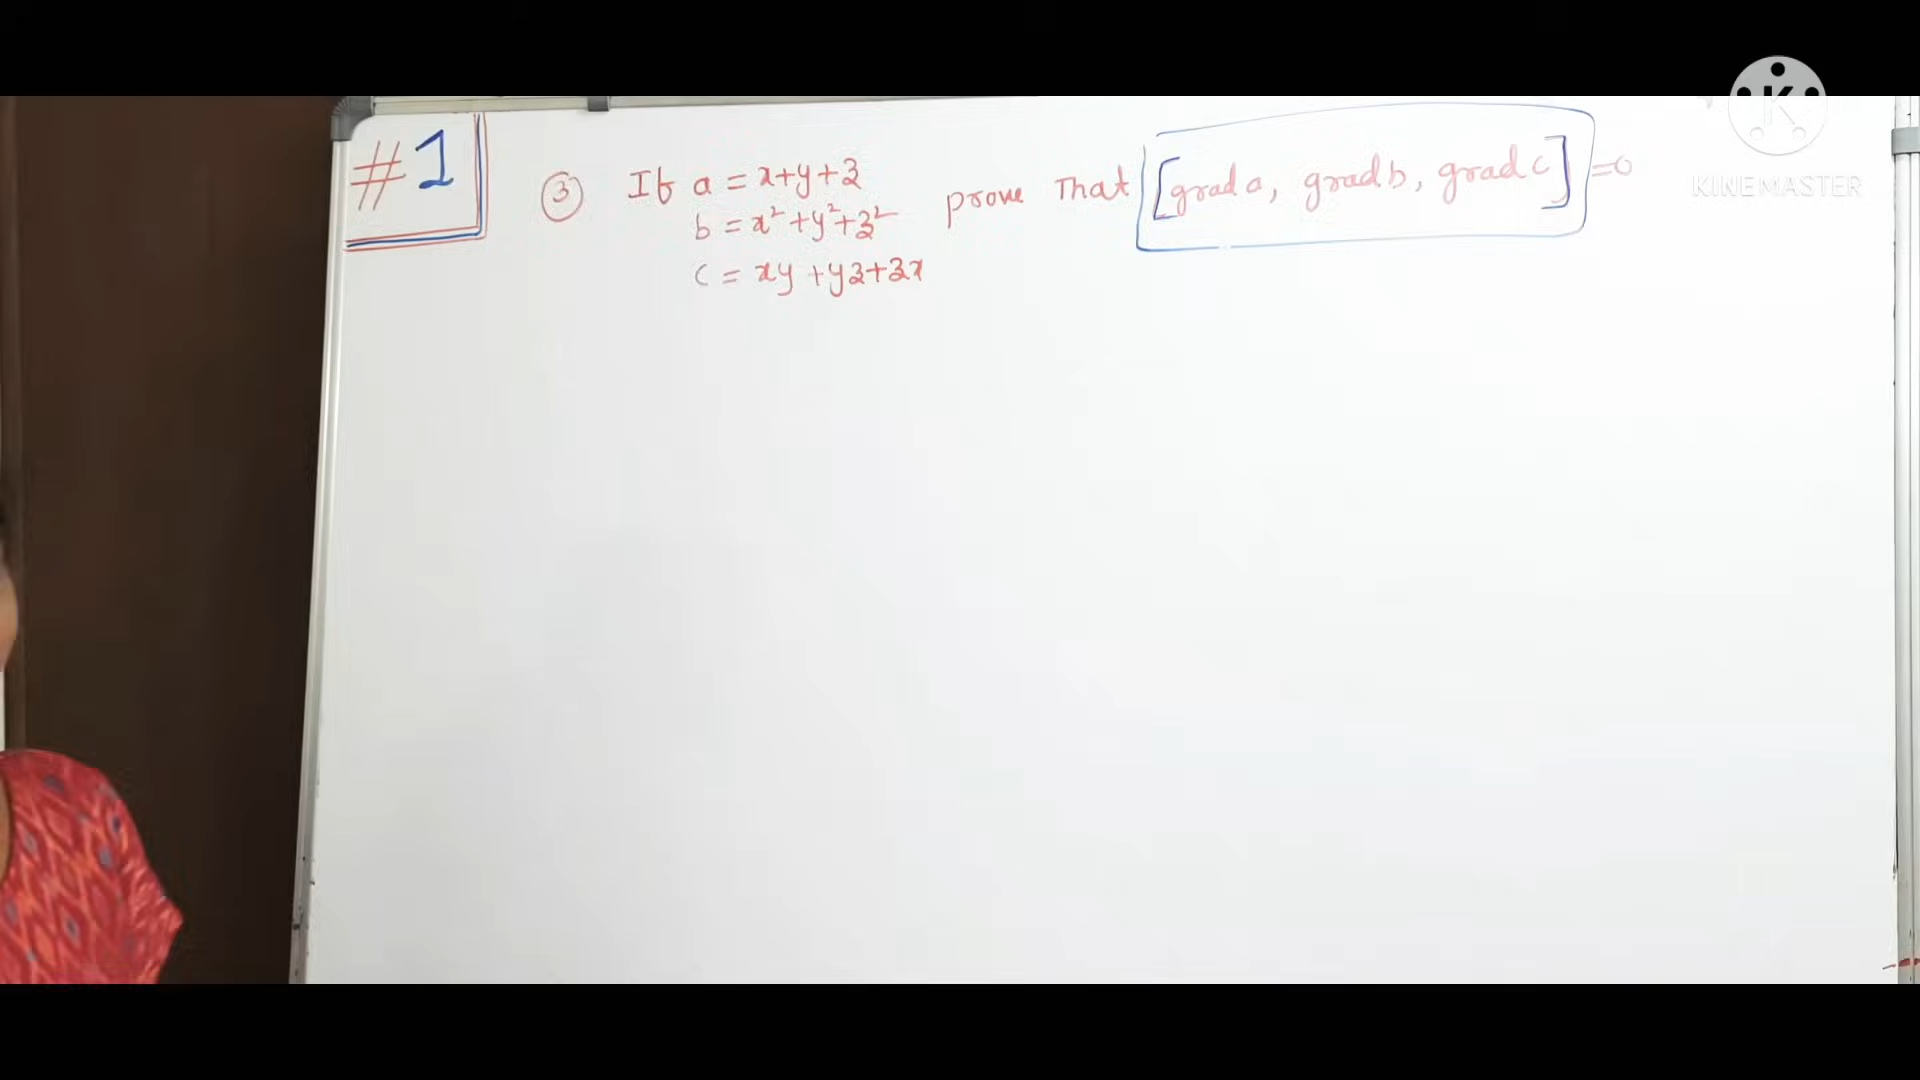 #1
③ If a = x+y+z prove that [grad a, grad b, grad c] =0
b = x²+y²+z²
c = xy+yz+zx
KINEMASTER